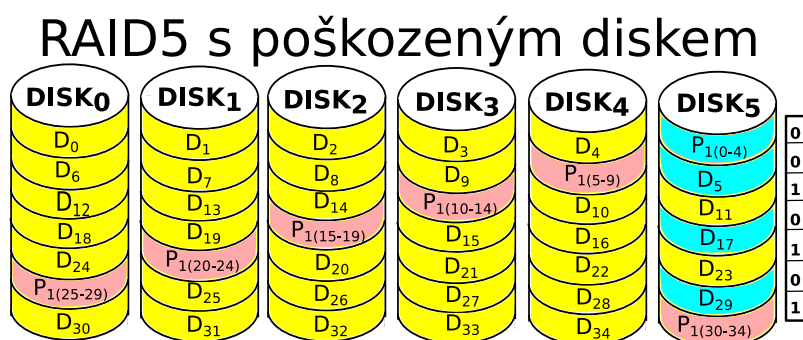 RAID5 s poškozeným diskem
DISK0 DISK1 DISK2 DISK3 DISK4 DISK5
D0 D1 D2 D3 D4 P1(0-4) 0
D6 D7 D8 D9 P1(5-9) D5 0
D12 D13 D14 P1(10-14) D10 D11 1
D18 D19 P1(15-19) D15 D16 D17 0
D24 P1(20-24) D20 D21 D22 D23 1
P1(25-29) D25 D26 D27 D28 D29 0
D30 D31 D32 D33 D34 P1(30-34) 1